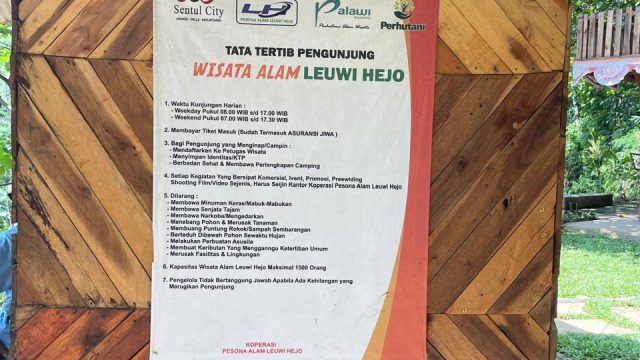 Sentul City
HOMES - HILLS - MOUNTAINS
PESONA ALAM LEUWI HEJO
Palawi
Perhutani
TATA TERTIB PENGUNJUNG
WISATA ALAM LEUWI HEJO
1. Waktu Kunjungan Harian :
- Weekday Pukul 08.00 WIB s/d 17.00 WIB
- Weekend Pukul 07.00 WIB s/d 17.30 WIB
2. Membayar Tiket Masuk (Sudah Termasuk ASURANSI JIWA )
3. Bagi Pengunjung yang Menginap/Campin :
- Mendaftarkan Ke Petugas Wisata
- Menyimpan Identitas/KTP
- Berbadan Sehat & Membawa Perlengkapan Camping
4. Setiap Kegiatan Yang Bersipat Komersial, Ivent, Promosi, Preewiding
Shooting Film/Video Sejenis, Harus Seijin Kantor Koperasi Pesona Alam Leuwi Hejo
5. Dilarang :
- Membawa Minuman Keras/Mabuk-Mabukan
- Membawa Senjata Tajam
- Membawa Narkoba/Mengedarkan
- Menebang Pohon & Merusak Tanaman
- Membuang Puntung Rokok/Sampah Sembarangan
- Berteduh Dibawah Pohon Sewaktu Hujan
- Melakukan Perbuatan Asusila
- Membuat Keributan Yang Menggangu Ketertiban Umum
- Merusak Fasilitas & Lingkungan
6. Kapasitas Wisata Alam Leuwi Hejo Maksimal 1500 Orang
7. Pengelola Tidak Bertanggung Jawab Apabila Ada Kehilangan yang
Merugikan Pengunjung
KOPERASI :
PESONA ALAM LEUWI HEJO